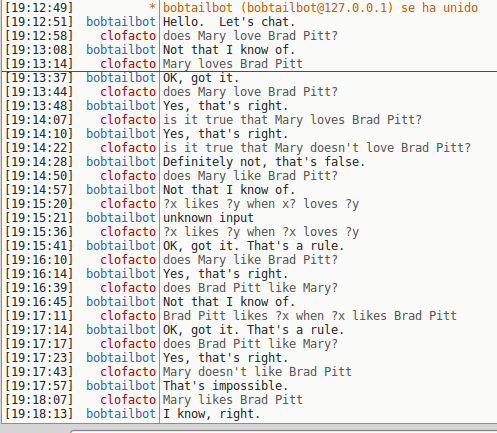 [19:12:49] * bobtailbot (bobtailbot@127.0.0.1) se ha unido
[19:12:51] bobtailbot Hello.  Let's chat.
[19:12:58] clofacto does Mary love Brad Pitt?
[19:13:08] bobtailbot Not that I know of.
[19:13:14] clofacto Mary loves Brad Pitt
[19:13:37] bobtailbot OK, got it.
[19:13:44] clofacto does Mary love Brad Pitt?
[19:13:48] bobtailbot Yes, that's right.
[19:14:07] clofacto is it true that Mary loves Brad Pitt?
[19:14:10] bobtailbot Yes, that's right.
[19:14:22] clofacto is it true that Mary doesn't love Brad Pitt?
[19:14:28] bobtailbot Definitely not, that's false.
[19:14:50] clofacto does Mary like Brad Pitt?
[19:14:57] bobtailbot Not that I know of.
[19:15:20] clofacto ?x likes ?y when x? loves ?y
[19:15:21] bobtailbot unknown input
[19:15:36] clofacto ?x likes ?y when ?x loves ?y
[19:15:41] bobtailbot OK, got it. That's a rule.
[19:16:10] clofacto does Mary like Brad Pitt?
[19:16:14] bobtailbot Yes, that's right.
[19:16:39] clofacto does Brad Pitt like Mary?
[19:16:45] bobtailbot Not that I know of.
[19:17:11] clofacto Brad Pitt likes ?x when ?x likes Brad Pitt
[19:17:14] bobtailbot OK, got it. That's a rule.
[19:17:17] clofacto does Brad Pitt like Mary?
[19:17:23] bobtailbot Yes, that's right.
[19:17:43] clofacto Mary doesn't like Brad Pitt
[19:17:57] bobtailbot That's impossible.
[19:18:07] clofacto Mary likes Brad Pitt
[19:18:13] bobtailbot I know, right.